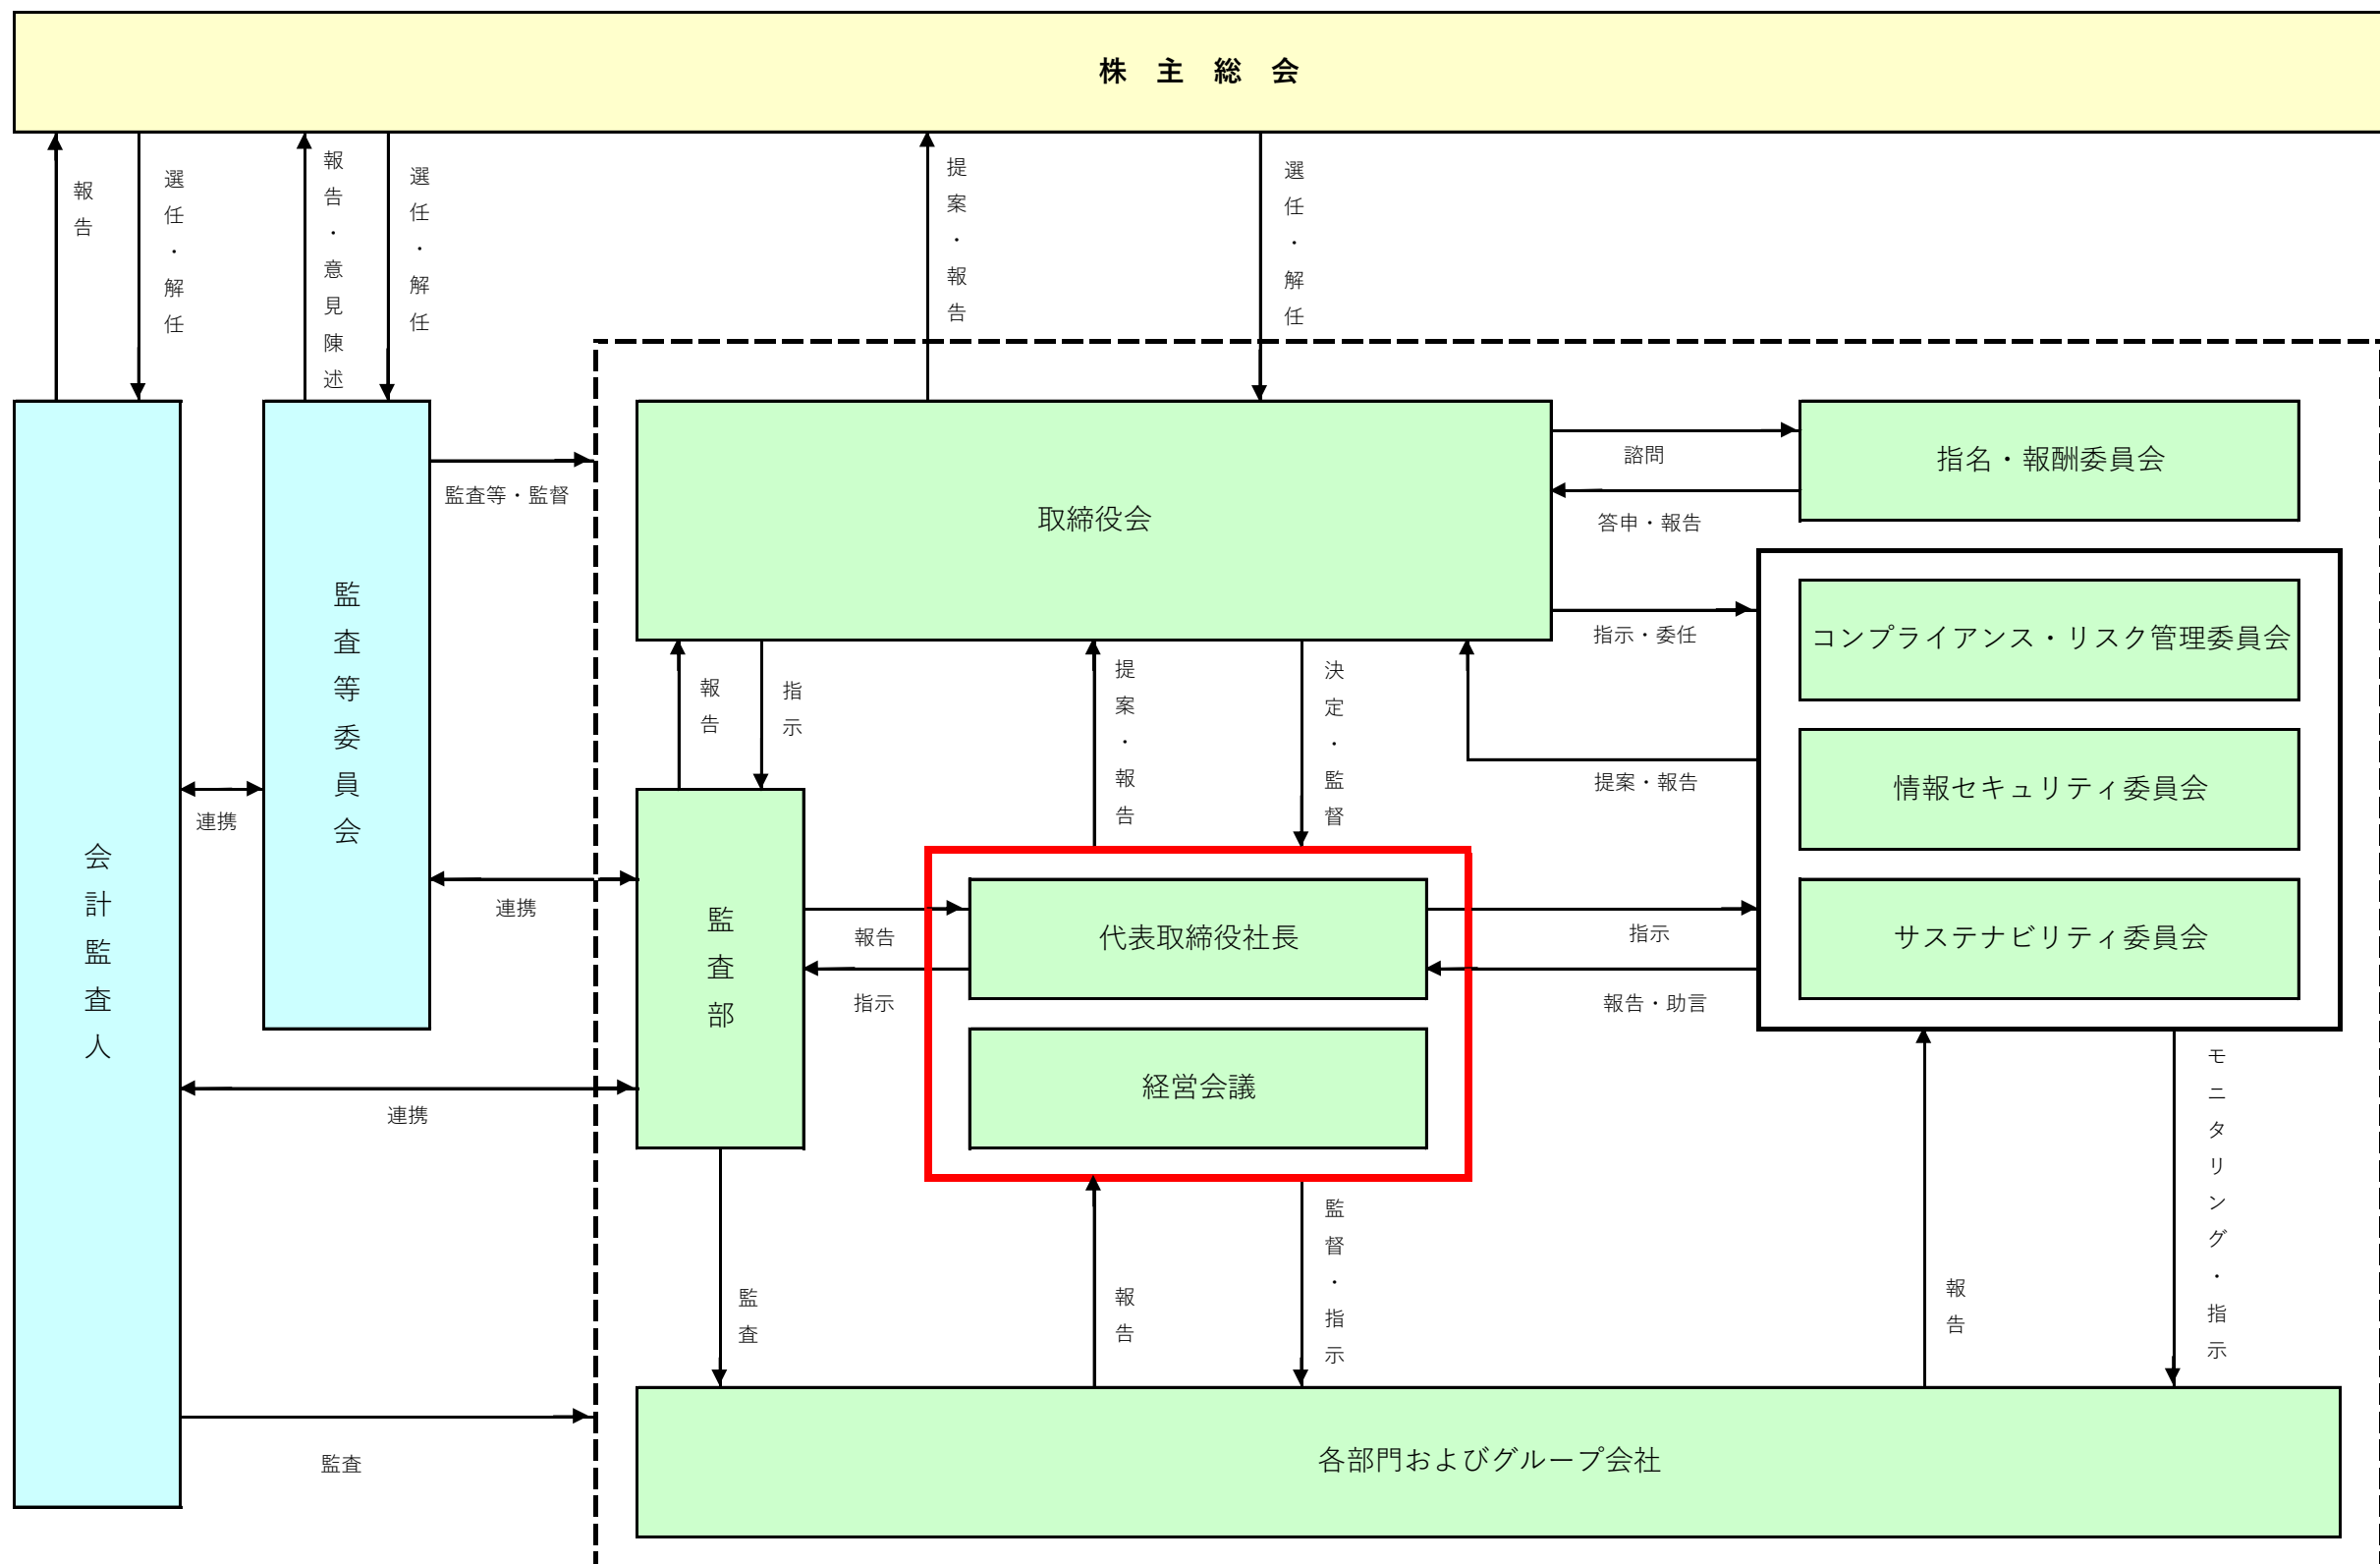 株 主 総 会
報告
選任・解任
報告・意見陳述
選任・解任
提案・報告
選任・解任
会計監査人
監査等委員会
監査等・監督
取締役会
諮問
答申・報告
指名・報酬委員会
指示・委任
提案・報告
コンプライアンス・リスク管理委員会
情報セキュリティ委員会
サステナビリティ委員会
報告
指示
提案・報告
決定・監督
連携
連携
連携
監査部
報告
指示
代表取締役社長
経営会議
指示
報告・助言
監査
報告
監督・指示
報告
モニタリング・指示
監査
各部門およびグループ会社